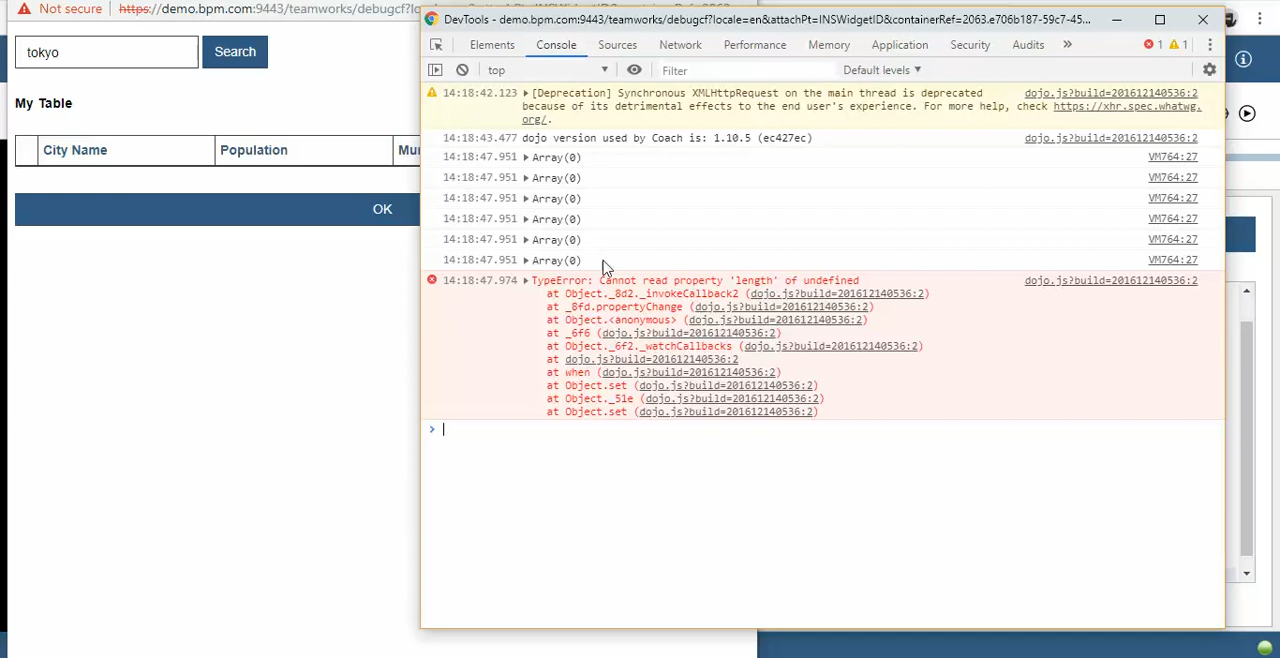 Not secure https://demo.bpm.com:9443/teamworks/debugcf?locale=en&attachPt=INSWidgetID&containerRef=2063
tokyo
Search
My Table
City Name Population
OK
DevTools - demo.bpm.com:9443/teamworks/debugcf?locale=en&attachPt=INSWidgetID&containerRef=2063.e706b187-59c7-45...
Elements Console Sources Network Performance Memory Application Security Audits » 1 1
top Filter Default levels
14:18:42.123 [Deprecation] Synchronous XMLHttpRequest on the main thread is deprecated dojo.js?build=201612140536:2
because of its detrimental effects to the end user's experience. For more help, check https://xhr.spec.whatwg.
org/.
14:18:43.477 dojo version used by Coach is: 1.10.5 (ec427ec) dojo.js?build=201612140536:2
14:18:47.951 Array(0) VM764:27
14:18:47.951 Array(0) VM764:27
14:18:47.951 Array(0) VM764:27
14:18:47.951 Array(0) VM764:27
14:18:47.951 Array(0) VM764:27
14:18:47.951 Array(0) VM764:27
14:18:47.974 TypeError: Cannot read property 'length' of undefined dojo.js?build=201612140536:2
at Object._8d2._invokeCallback2 (dojo.js?build=201612140536:2)
at _8fd.propertyChange (dojo.js?build=201612140536:2)
at Object.<anonymous> (dojo.js?build=201612140536:2)
at _6f6 (dojo.js?build=201612140536:2)
at Object._6f2._watchCallbacks (dojo.js?build=201612140536:2)
at dojo.js?build=201612140536:2
at when (dojo.js?build=201612140536:2)
at Object.set (dojo.js?build=201612140536:2)
at Object._51e (dojo.js?build=201612140536:2)
at Object.set (dojo.js?build=201612140536:2)